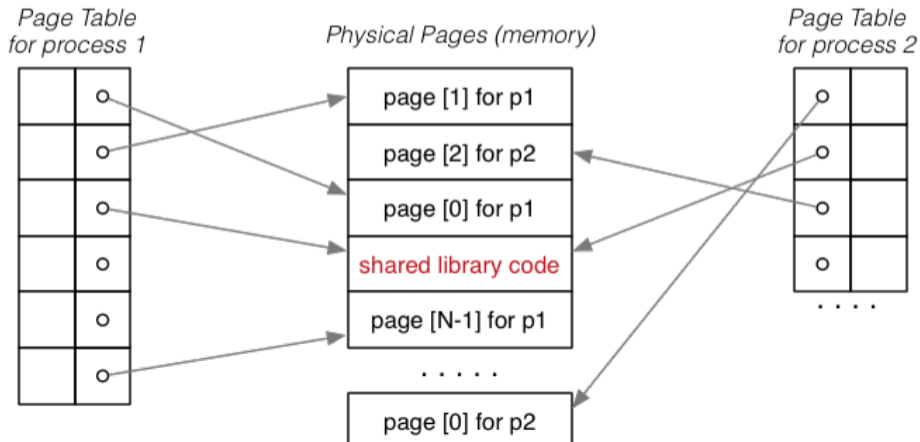 Page Table
for process 1
Physical Pages (memory)
Page Table
for process 2
page [1] for p1
page [2] for p2
page [0] for p1
shared library code
page [N-1] for p1
. . . .
. . . . .
page [0] for p2